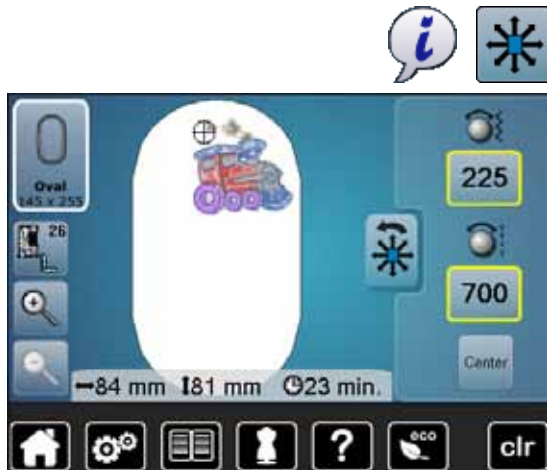 i
Oval
145 x 255
26
225
700
Center
84 mm 81 mm 23 min.
?
eco
clr